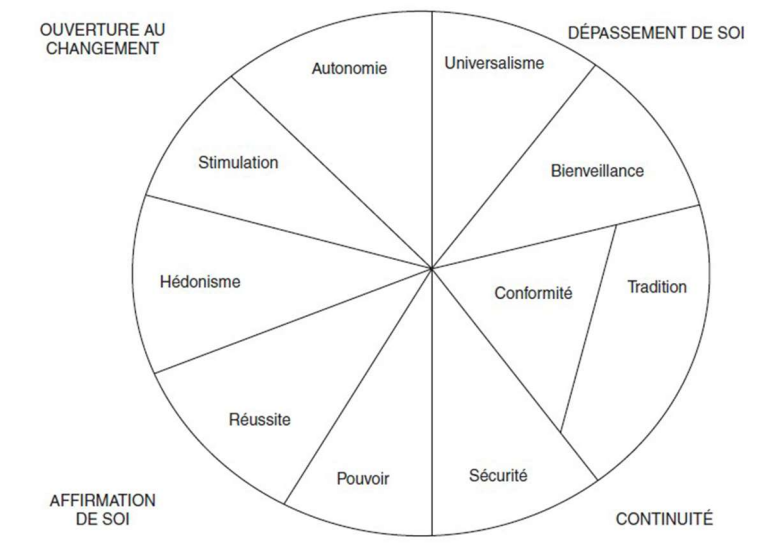 OUVERTURE AU
CHANGEMENT
DÉPASSEMENT DE SOI
Autonomie
Universalisme
Stimulation
Bienveillance
Hédonisme
Conformité
Tradition
Réussite
Pouvoir
Sécurité
AFFIRMATION
DE SOI
CONTINUITÉ